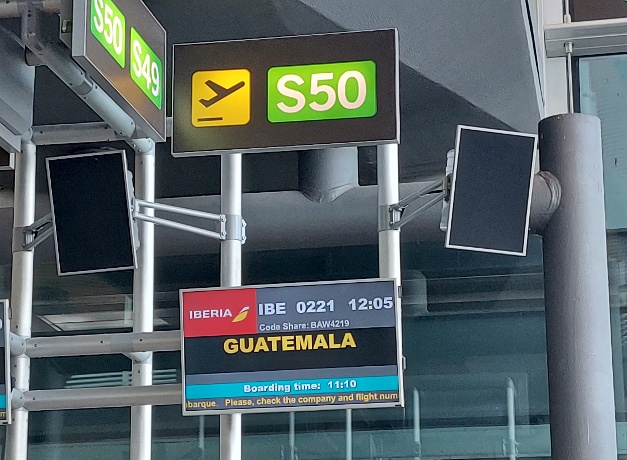 S50 S49
S50
IBERIA IBE 0221 12:05
Code Share: BAW4219
GUATEMALA
Boarding time: 11:10
barque. Please, check the company and flight num